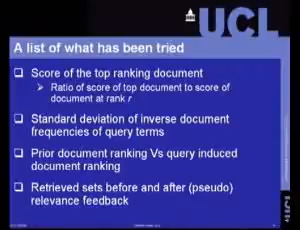 UCL
A list of what has been tried
Score of the top ranking document
Ratio of score of top document to score of
document at rank r
Standard deviation of inverse document
frequencies of query terms
Prior document ranking Vs query induced
document ranking
Retrieved sets before and after (pseudo)
relevance feedback